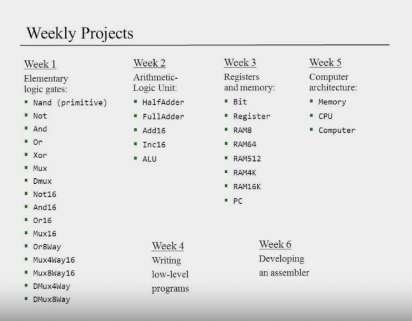 Weekly Projects
Week 1
Elementary
logic gates:
Nand (primitive)
Not
And
Or
Xor
Mux
Dmux
Not16
And16
Or16
Mux16
Or8Way
Mux4Way16
Mux8Way16
DMux4Way
DMux8Way
Week 2
Arithmetic-
Logic Unit:
HalfAdder
FullAdder
Add16
Inc16
ALU
Week 3
Registers
and memory:
Bit
Register
RAM8
RAM64
RAM512
RAM4K
RAM16K
PC
Week 5
Computer
architecture:
Memory
CPU
Computer
Week 4
Writing
low-level
programs
Week 6
Developing
an assembler